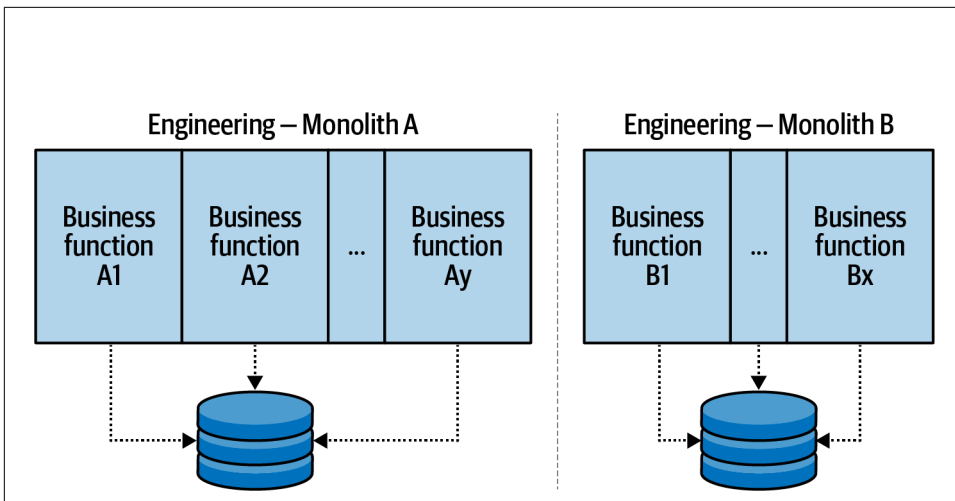 Engineering – Monolith A
Engineering – Monolith B
Business
function
A1
Business
function
A2
...
Business
function
Ay
Business
function
B1
...
Business
function
Bx